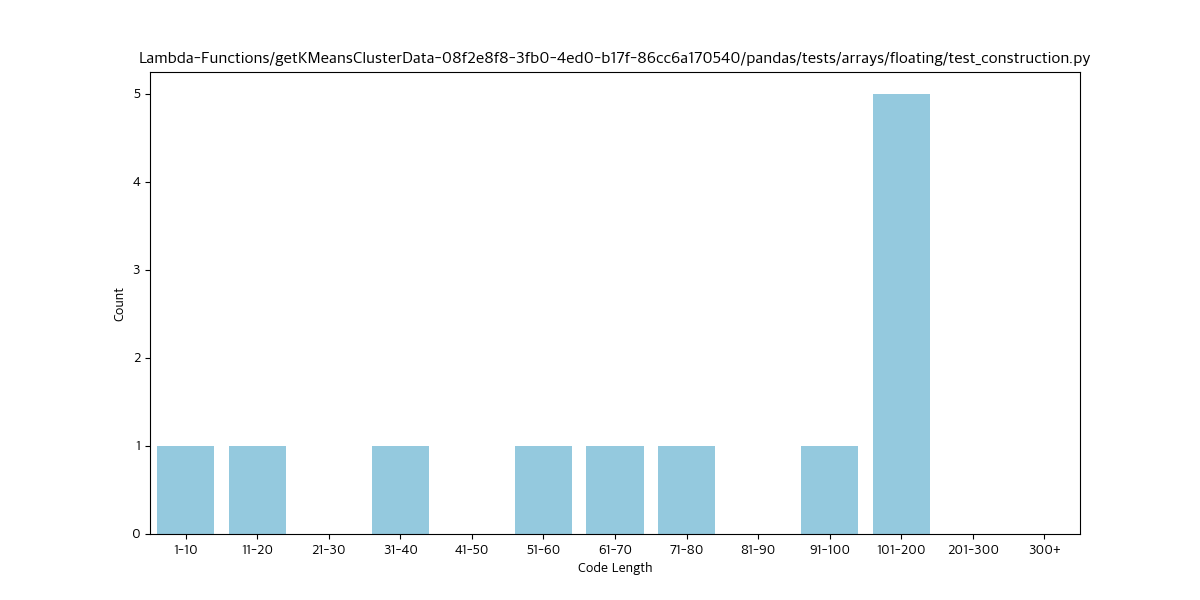 Lambda-Functions/getKMeansClusterData-08f2e8f8-3fb0-4ed0-b17f-86cc6a170540/pandas/tests/arrays/floating/test_construction.py
5
4
3
2
1
0
Count
1-10 11-20 21-30 31-40 41-50 51-60 61-70 71-80 81-90 91-100 101-200 201-300 300+
Code Length